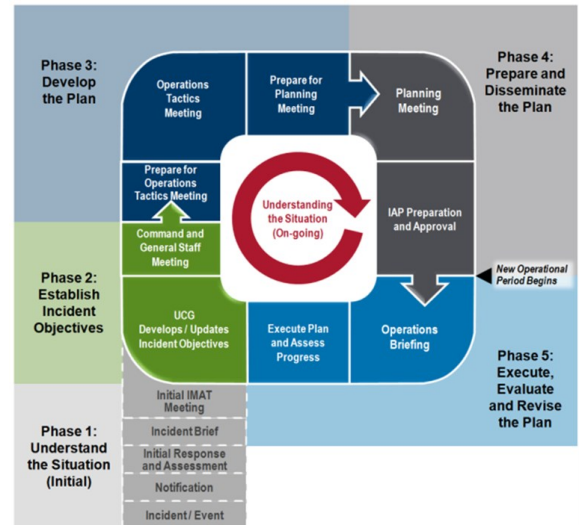 Phase 3:
Develop
the Plan
Operations
Tactics
Meeting
Prepare for
Planning
Meeting
Planning
Meeting
Phase 4:
Prepare and
Disseminate
the Plan
Prepare for
Operations
Tactics Meeting
Understanding
the Situation
(On-going)
IAP Preparation
and Approval
Command and
General Staff
Meeting
New Operational
Period Begins
Phase 2:
Establish
Incident
Objectives
UCG
Develops / Updates
Incident Objectives
Execute Plan
and Assess
Progress
Operations
Briefing
Phase 5:
Execute,
Evaluate
and Revise
the Plan
Phase 1:
Understand
the Situation
(Initial)
Initial IMAT
Meeting
Incident Brief
Initial Response
and Assessment
Notification
Incident / Event